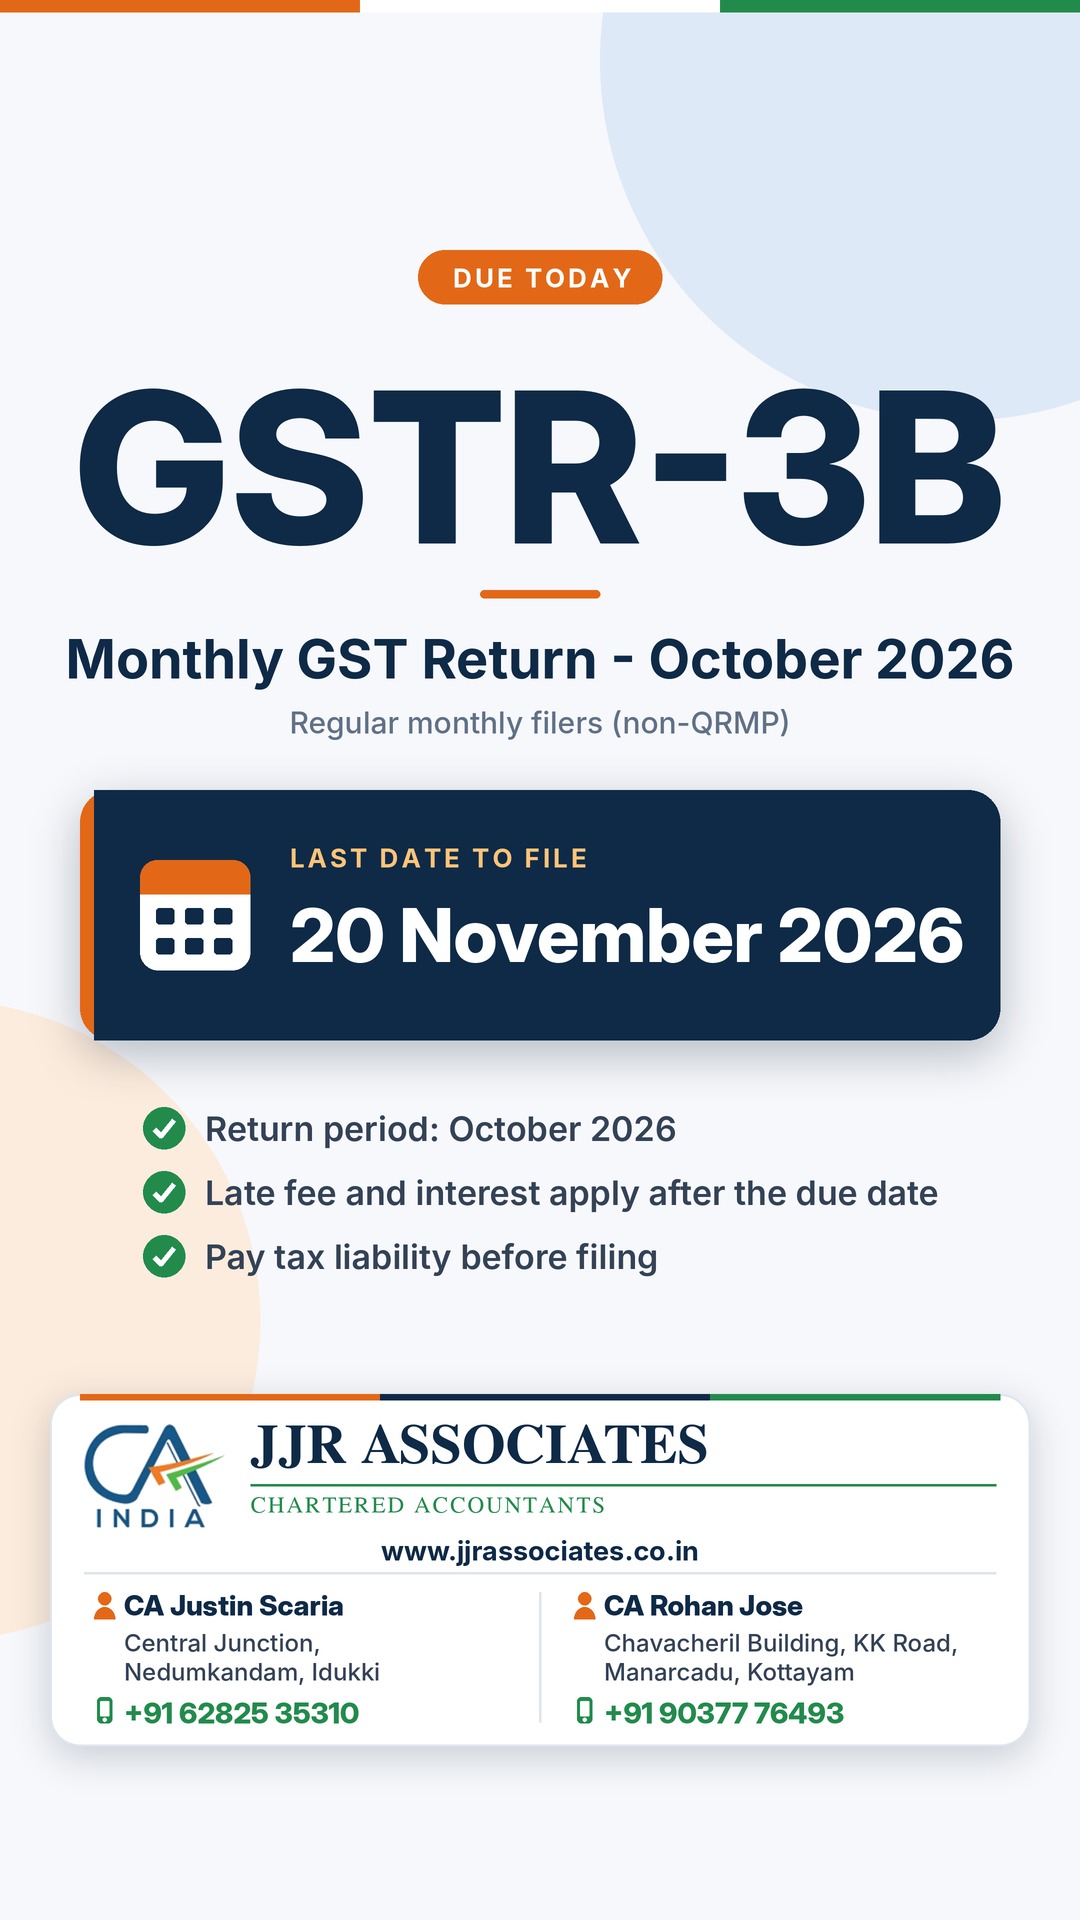 DUE TODAY
GSTR-3B
Monthly GST Return - October 2026
Regular monthly filers (non-QRMP)
LAST DATE TO FILE
20 November 2026
Return period: October 2026
Late fee and interest apply after the due date
Pay tax liability before filing
CA
INDIA
JJR ASSOCIATES
CHARTERED ACCOUNTANTS
www.jjrassociates.co.in
CA Justin Scaria
Central Junction,
Nedumkandam, Idukki
+91 62825 35310
CA Rohan Jose
Chavacheril Building, KK Road,
Manarcadu, Kottayam
+91 90377 76493